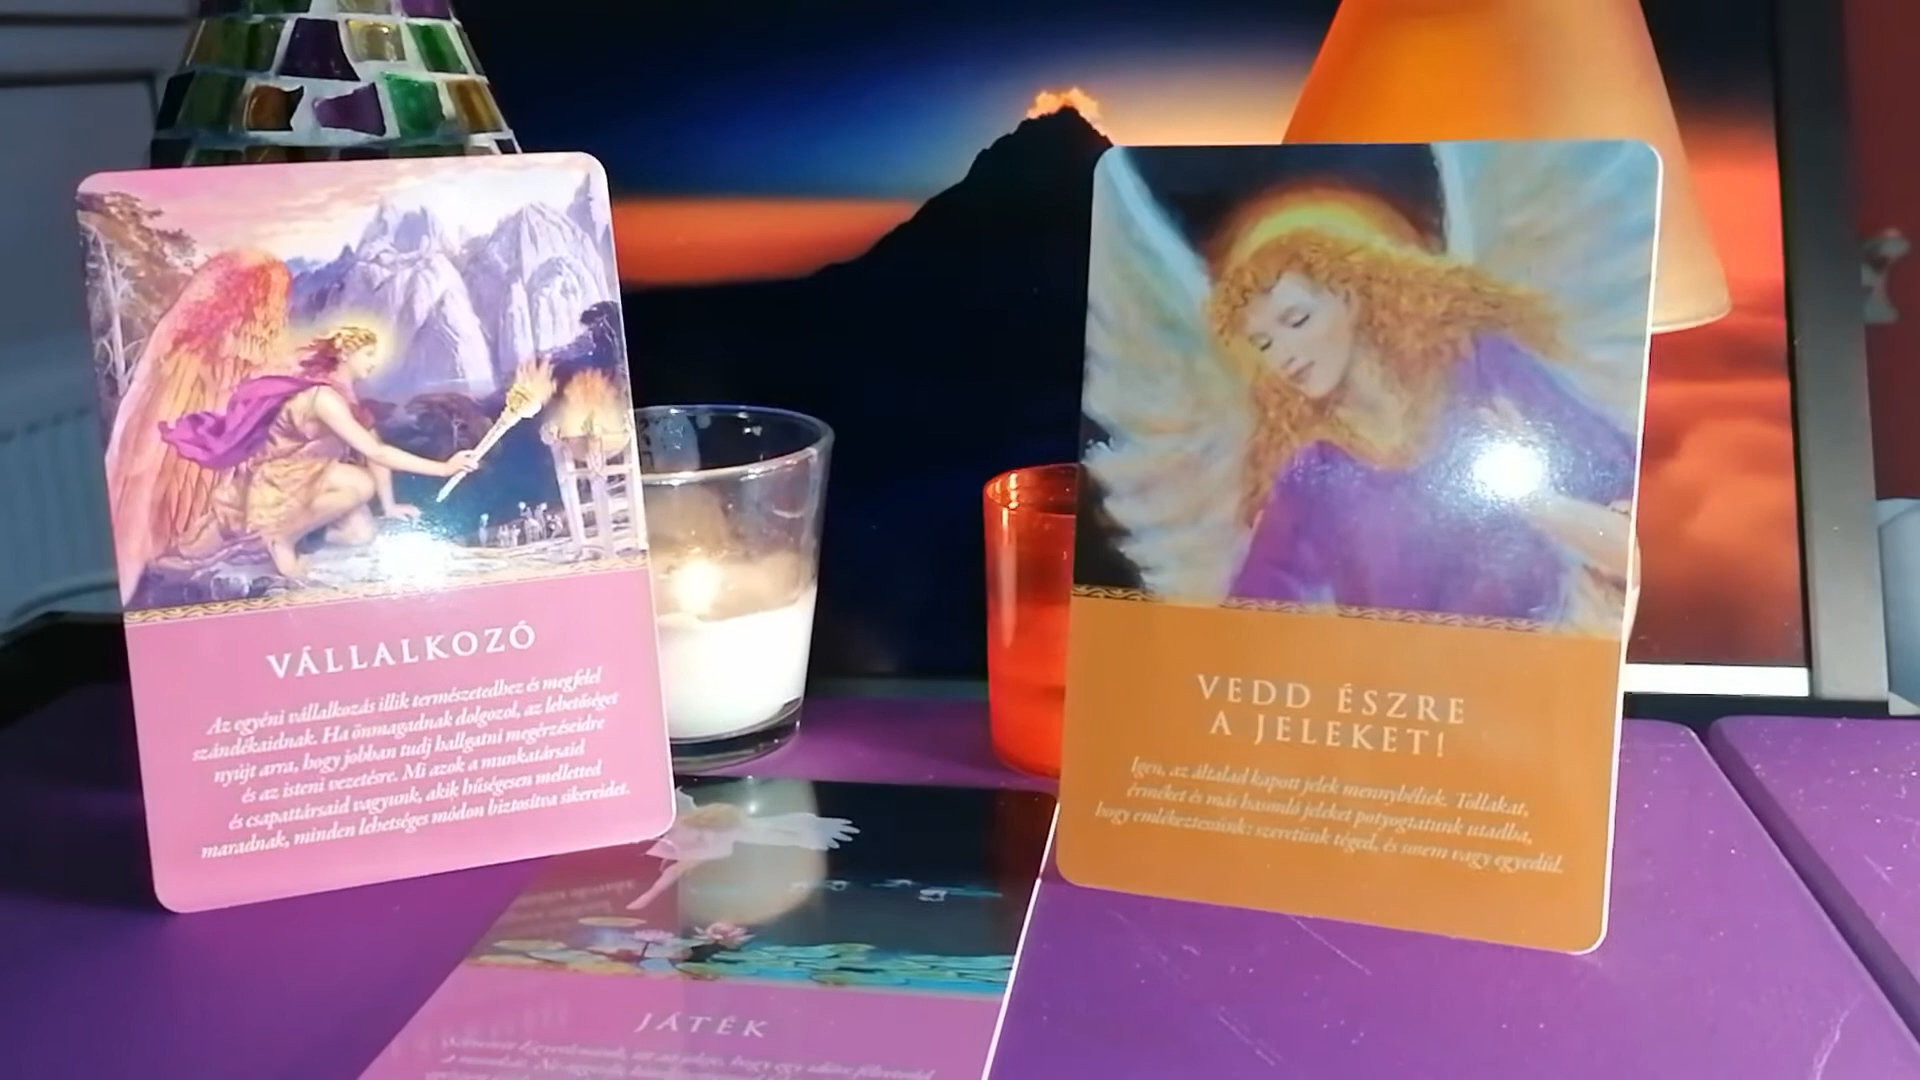 VÁLLALKOZÓ
Az egyéni vállalkozás illik természetedhez és megfelel
szándékaidnak. Ha önmagadnak dolgozol, az lehetőséget
nyújt arra, hogy jobban tudj hallgatni megérzéseidre
és az isteni vezetésre. Mi azok a munkatársaid
és csapattársaid vagyunk, akik hűségesen melletted
maradnak, minden lehetséges módon biztosítva sikereidet.
VEDD ÉSZRE
A JELEKET!
Igen, az általad kapott jelek mennybéliek. Tollakat,
érméket és más hasonló jeleket potyogtatunk utadba,
hogy emlékeztessünk: szeretünk téged, és sosem vagy egyedül.
JÁTÉK